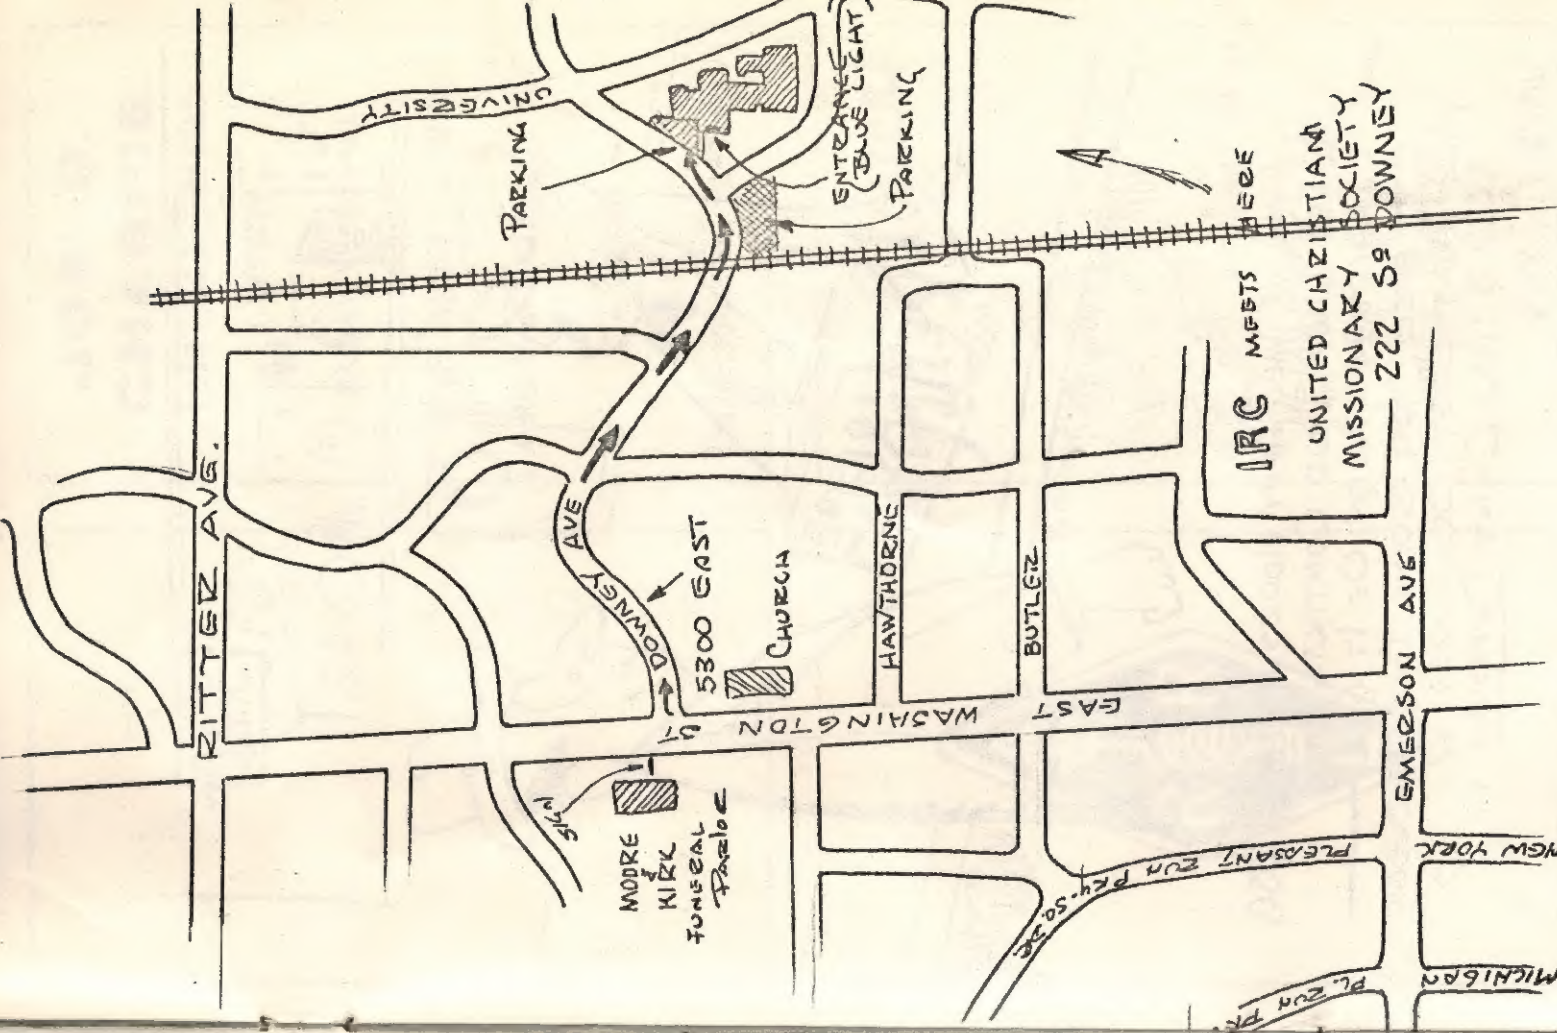 IRC MEETS HERE
UNITED CHRISTIAN
MISSIONARY SOCIETY
222 So DOWNEY
ENTRANCE
(BLUE LIGHT)
PARKING
PARKING
UNIVERSITY
RITTER AVE.
DOWNEY AVE
5300 EAST
CHURCH
HAWTHORNE
BUTLER
EMERSON AVE
EAST WASHINGTON ST
SIGN
MOORE
&
KIRK
FUNERAL
PARLOR
PLEASANT RUN PKY. SO. DR.
NEW YORK
PL. RUN PK.
MICHIGAN